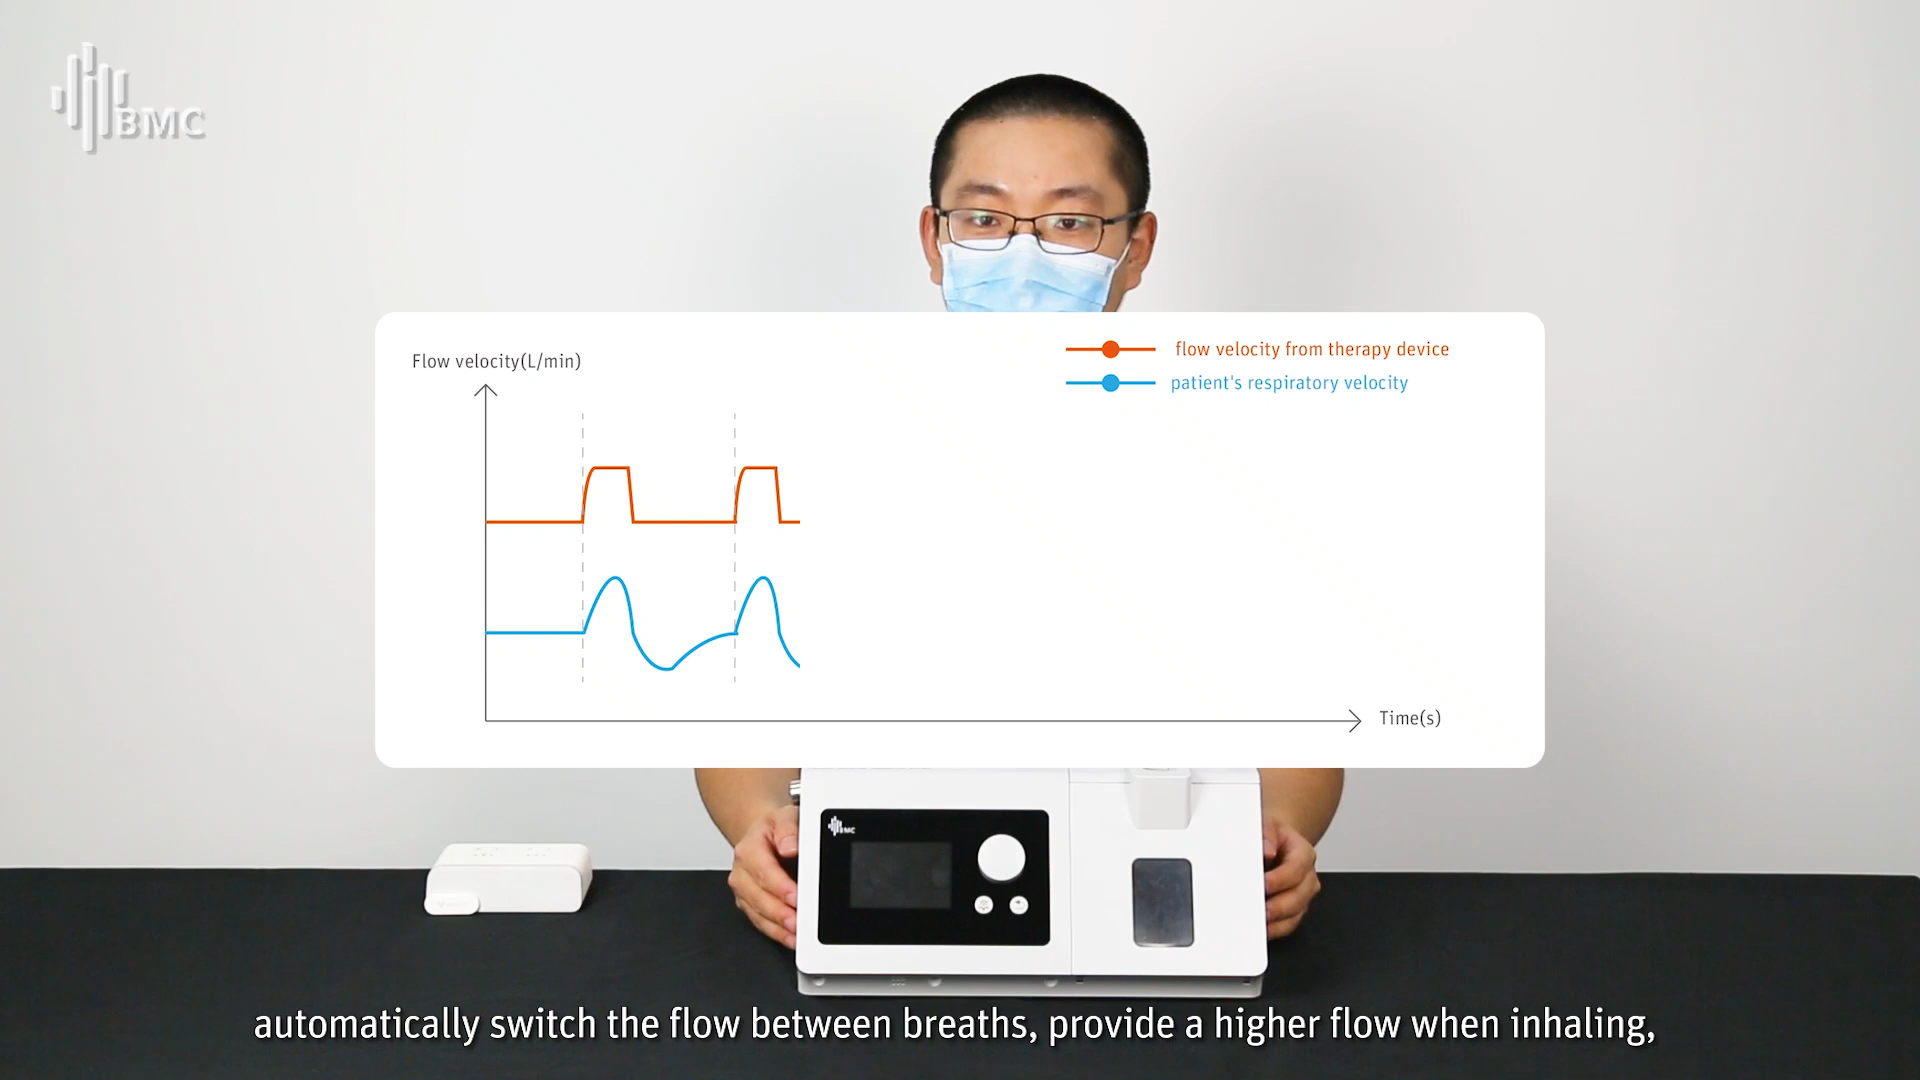 BMC
Flow velocity(L/min)
flow velocity from therapy device
patient's respiratory velocity
Time(s)
BMC
automatically switch the flow between breaths, provide a higher flow when inhaling,